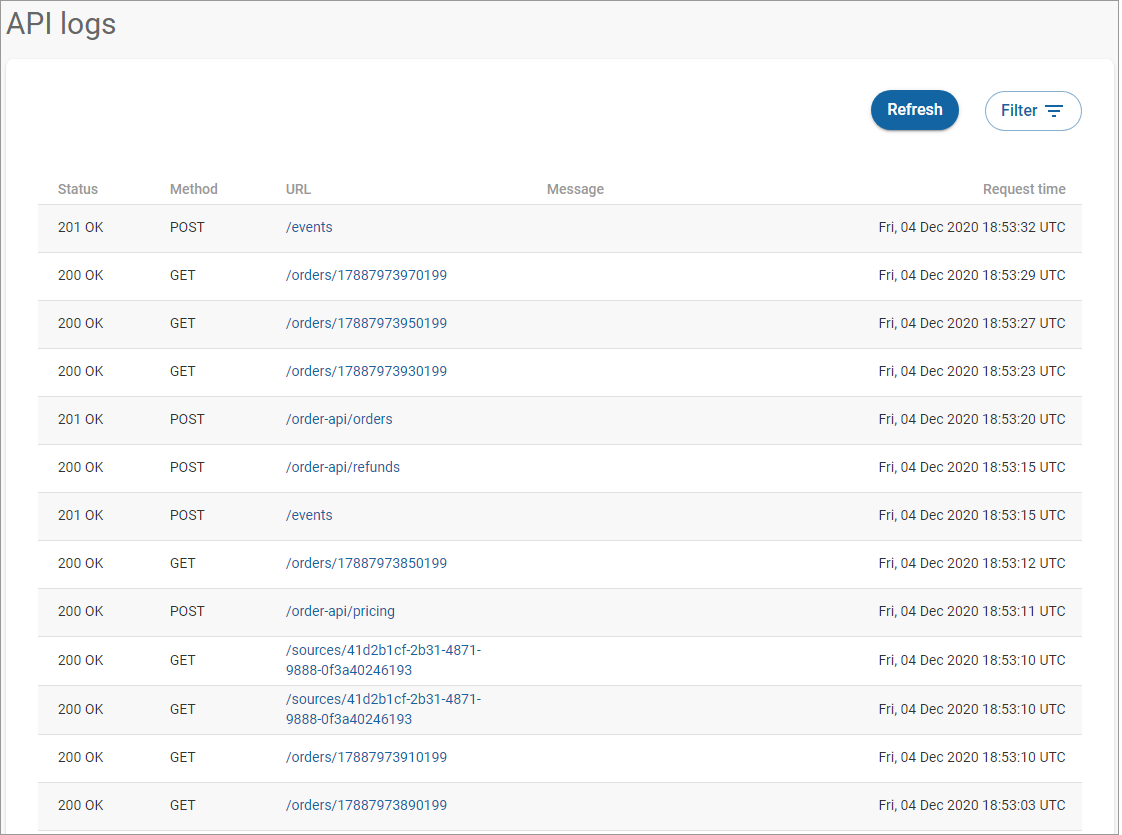 API logs
Refresh Filter
Status Method URL Message Request time
201 OK POST /events Fri, 04 Dec 2020 18:53:32 UTC
200 OK GET /orders/17887973970199 Fri, 04 Dec 2020 18:53:29 UTC
200 OK GET /orders/17887973950199 Fri, 04 Dec 2020 18:53:27 UTC
200 OK GET /orders/17887973930199 Fri, 04 Dec 2020 18:53:23 UTC
201 OK POST /order-api/orders Fri, 04 Dec 2020 18:53:20 UTC
200 OK POST /order-api/refunds Fri, 04 Dec 2020 18:53:15 UTC
201 OK POST /events Fri, 04 Dec 2020 18:53:15 UTC
200 OK GET /orders/17887973850199 Fri, 04 Dec 2020 18:53:12 UTC
200 OK POST /order-api/pricing Fri, 04 Dec 2020 18:53:11 UTC
/sources/41d2b1cf-2b31-4871-
200 OK GET Fri, 04 Dec 2020 18:53:10 UTC
9888-0f3a40246193
/sources/41d2b1cf-2b31-4871-
200 OK GET Fri, 04 Dec 2020 18:53:10 UTC
9888-0f3a40246193
200 OK GET /orders/17887973910199 Fri, 04 Dec 2020 18:53:10 UTC
200 OK GET /orders/17887973890199 Fri, 04 Dec 2020 18:53:03 UTC